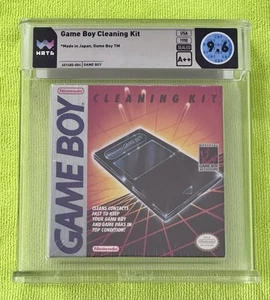 WATA
Game Boy Cleaning Kit
*Made in Japan, Game Boy TM
USA
1990
SEALED
9.6
A++
GAME BOY
Nintendo
GAME BOY
CLEANING KIT
CLEANS CONTACTS
FAST TO KEEP
YOUR GAME BOY
AND GAME PAKS IN
TOP CONDITION!
Nintendo